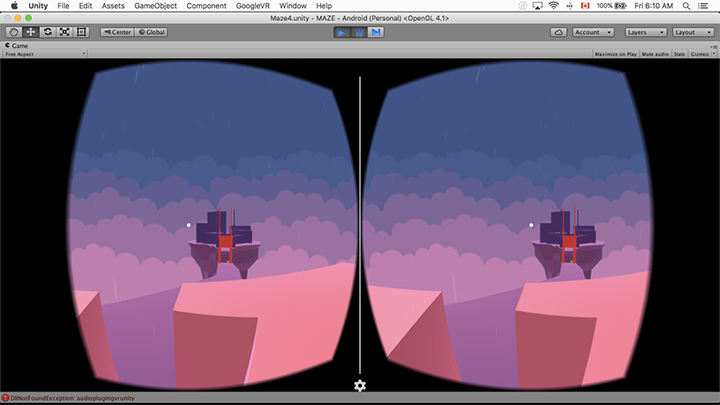 Unity File Edit Assets GameObject Component GoogleVR Window Help 100% Fri 6:10 AM
Maze4.unity - MAZE - Android (Personal) <OpenGL 4.1>
Center Global Account Layers Layout
Game
Free Aspect Maximize on Play Mute audio Stats Gizmos
DllNotFoundException: audioplugingvrunity